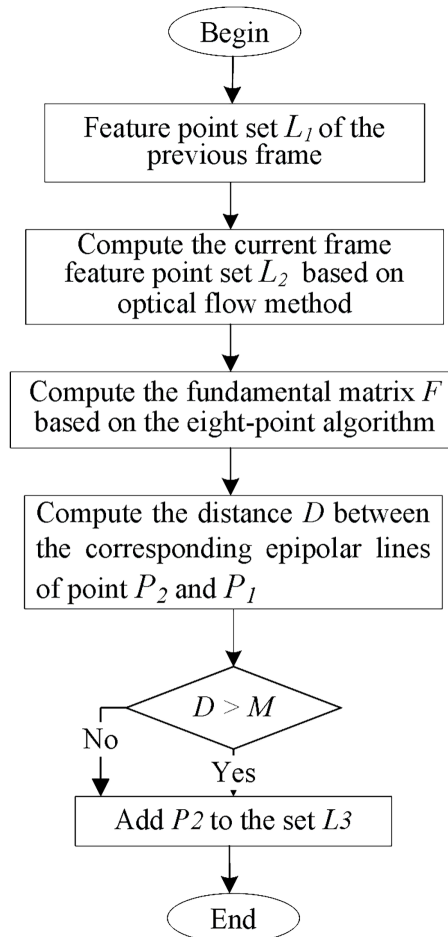 Begin
Feature point set L₁ of the
previous frame
Compute the current frame
feature point set L₂ based on
optical flow method
Compute the fundamental matrix F
based on the eight-point algorithm
Compute the distance D between
the corresponding epipolar lines
of point P₂ and P₁
D > M
No
Yes
Add P2 to the set L3
End